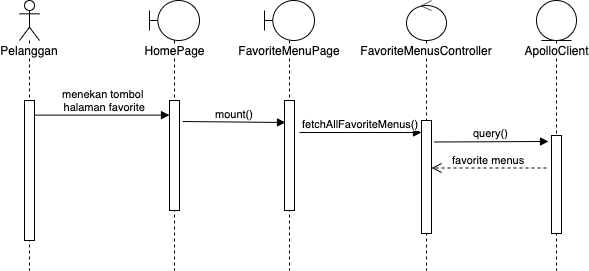 Pelanggan
HomePage
FavoriteMenuPage
FavoriteMenusController
ApolloClient
menekan tombol
halaman favorite
mount()
fetchAllFavoriteMenus()
query()
favorite menus